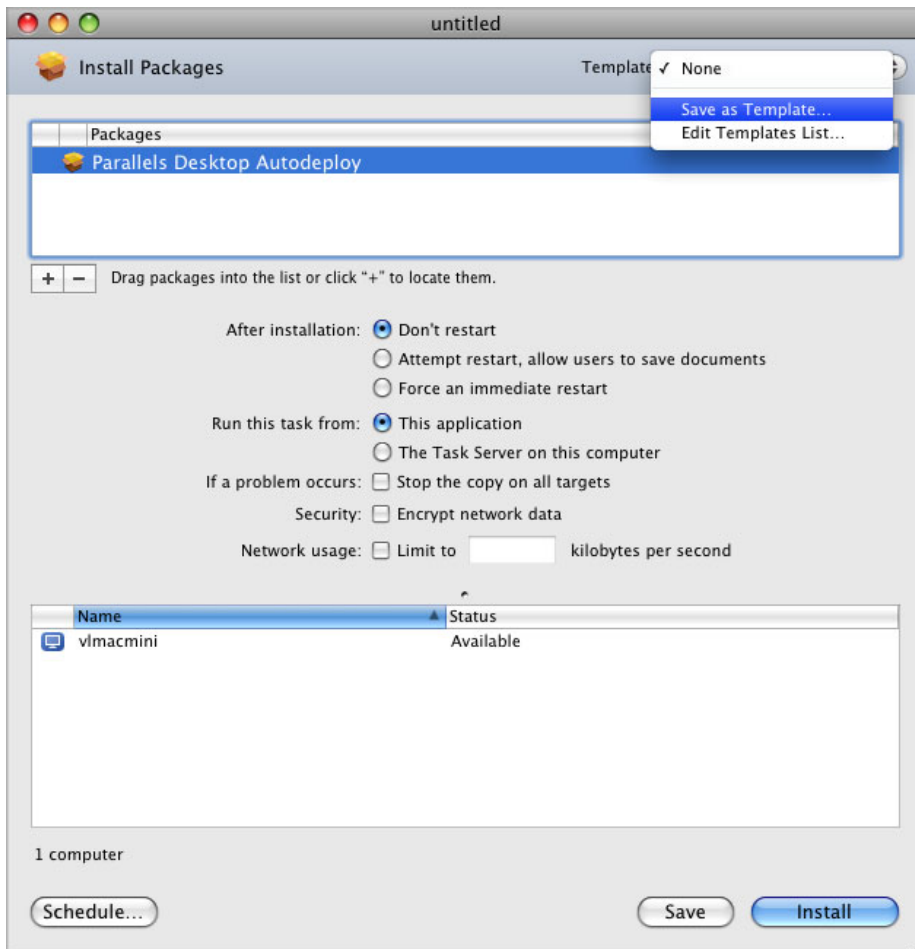 untitled
Install Packages
Template ✓ None
Save as Template...
Edit Templates List...
Packages
Parallels Desktop Autodeploy
+ − Drag packages into the list or click “+” to locate them.
After installation: Don't restart
Attempt restart, allow users to save documents
Force an immediate restart
Run this task from: This application
The Task Server on this computer
If a problem occurs: Stop the copy on all targets
Security: Encrypt network data
Network usage: Limit to kilobytes per second
Name Status
vlmacmini Available
1 computer
Schedule... Save Install